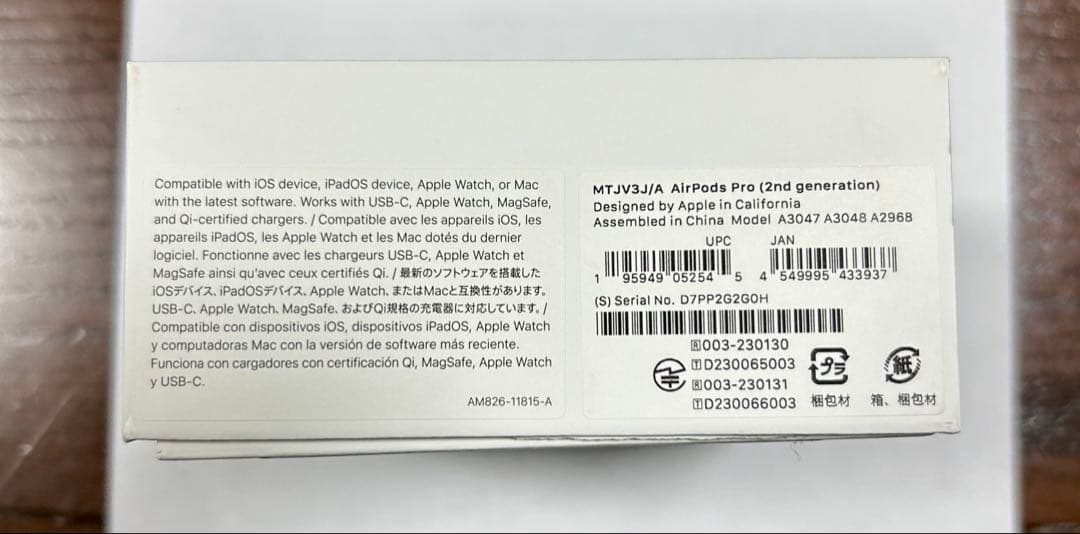 Compatible with iOS device, iPadOS device, Apple Watch, or Mac
with the latest software. Works with USB-C, Apple Watch, MagSafe,
and Qi-certified chargers. / Compatible avec les appareils iOS, les
appareils iPadOS, les Apple Watch et les Mac dotés du dernier
logiciel. Fonctionne avec les chargeurs USB-C, Apple Watch et
MagSafe ainsi qu'avec ceux certifiés Qi. / 最新のソフトウェアを搭載した
iOSデバイス、iPadOSデバイス、Apple Watch、またはMacと互換性があります。
USB-C、Apple Watch、MagSafe、およびQi規格の充電器に対応しています。/
Compatible con dispositivos iOS, dispositivos iPadOS, Apple Watch
y computadoras Mac con la versión de software más reciente.
Funciona con cargadores con certificación Qi, MagSafe, Apple Watch
y USB-C.
AM826-11815-A
MTJV3J/A AirPods Pro (2nd generation)
Designed by Apple in California
Assembled in China Model A3047 A3048 A2968
UPC JAN
1 95949 05254 5 4 549995 433937
(S) Serial No. D7PP2G2G0H
R 003-230130
T D230065003
R 003-231131
T D230066003
プラ
紙
梱包材 箱、梱包材